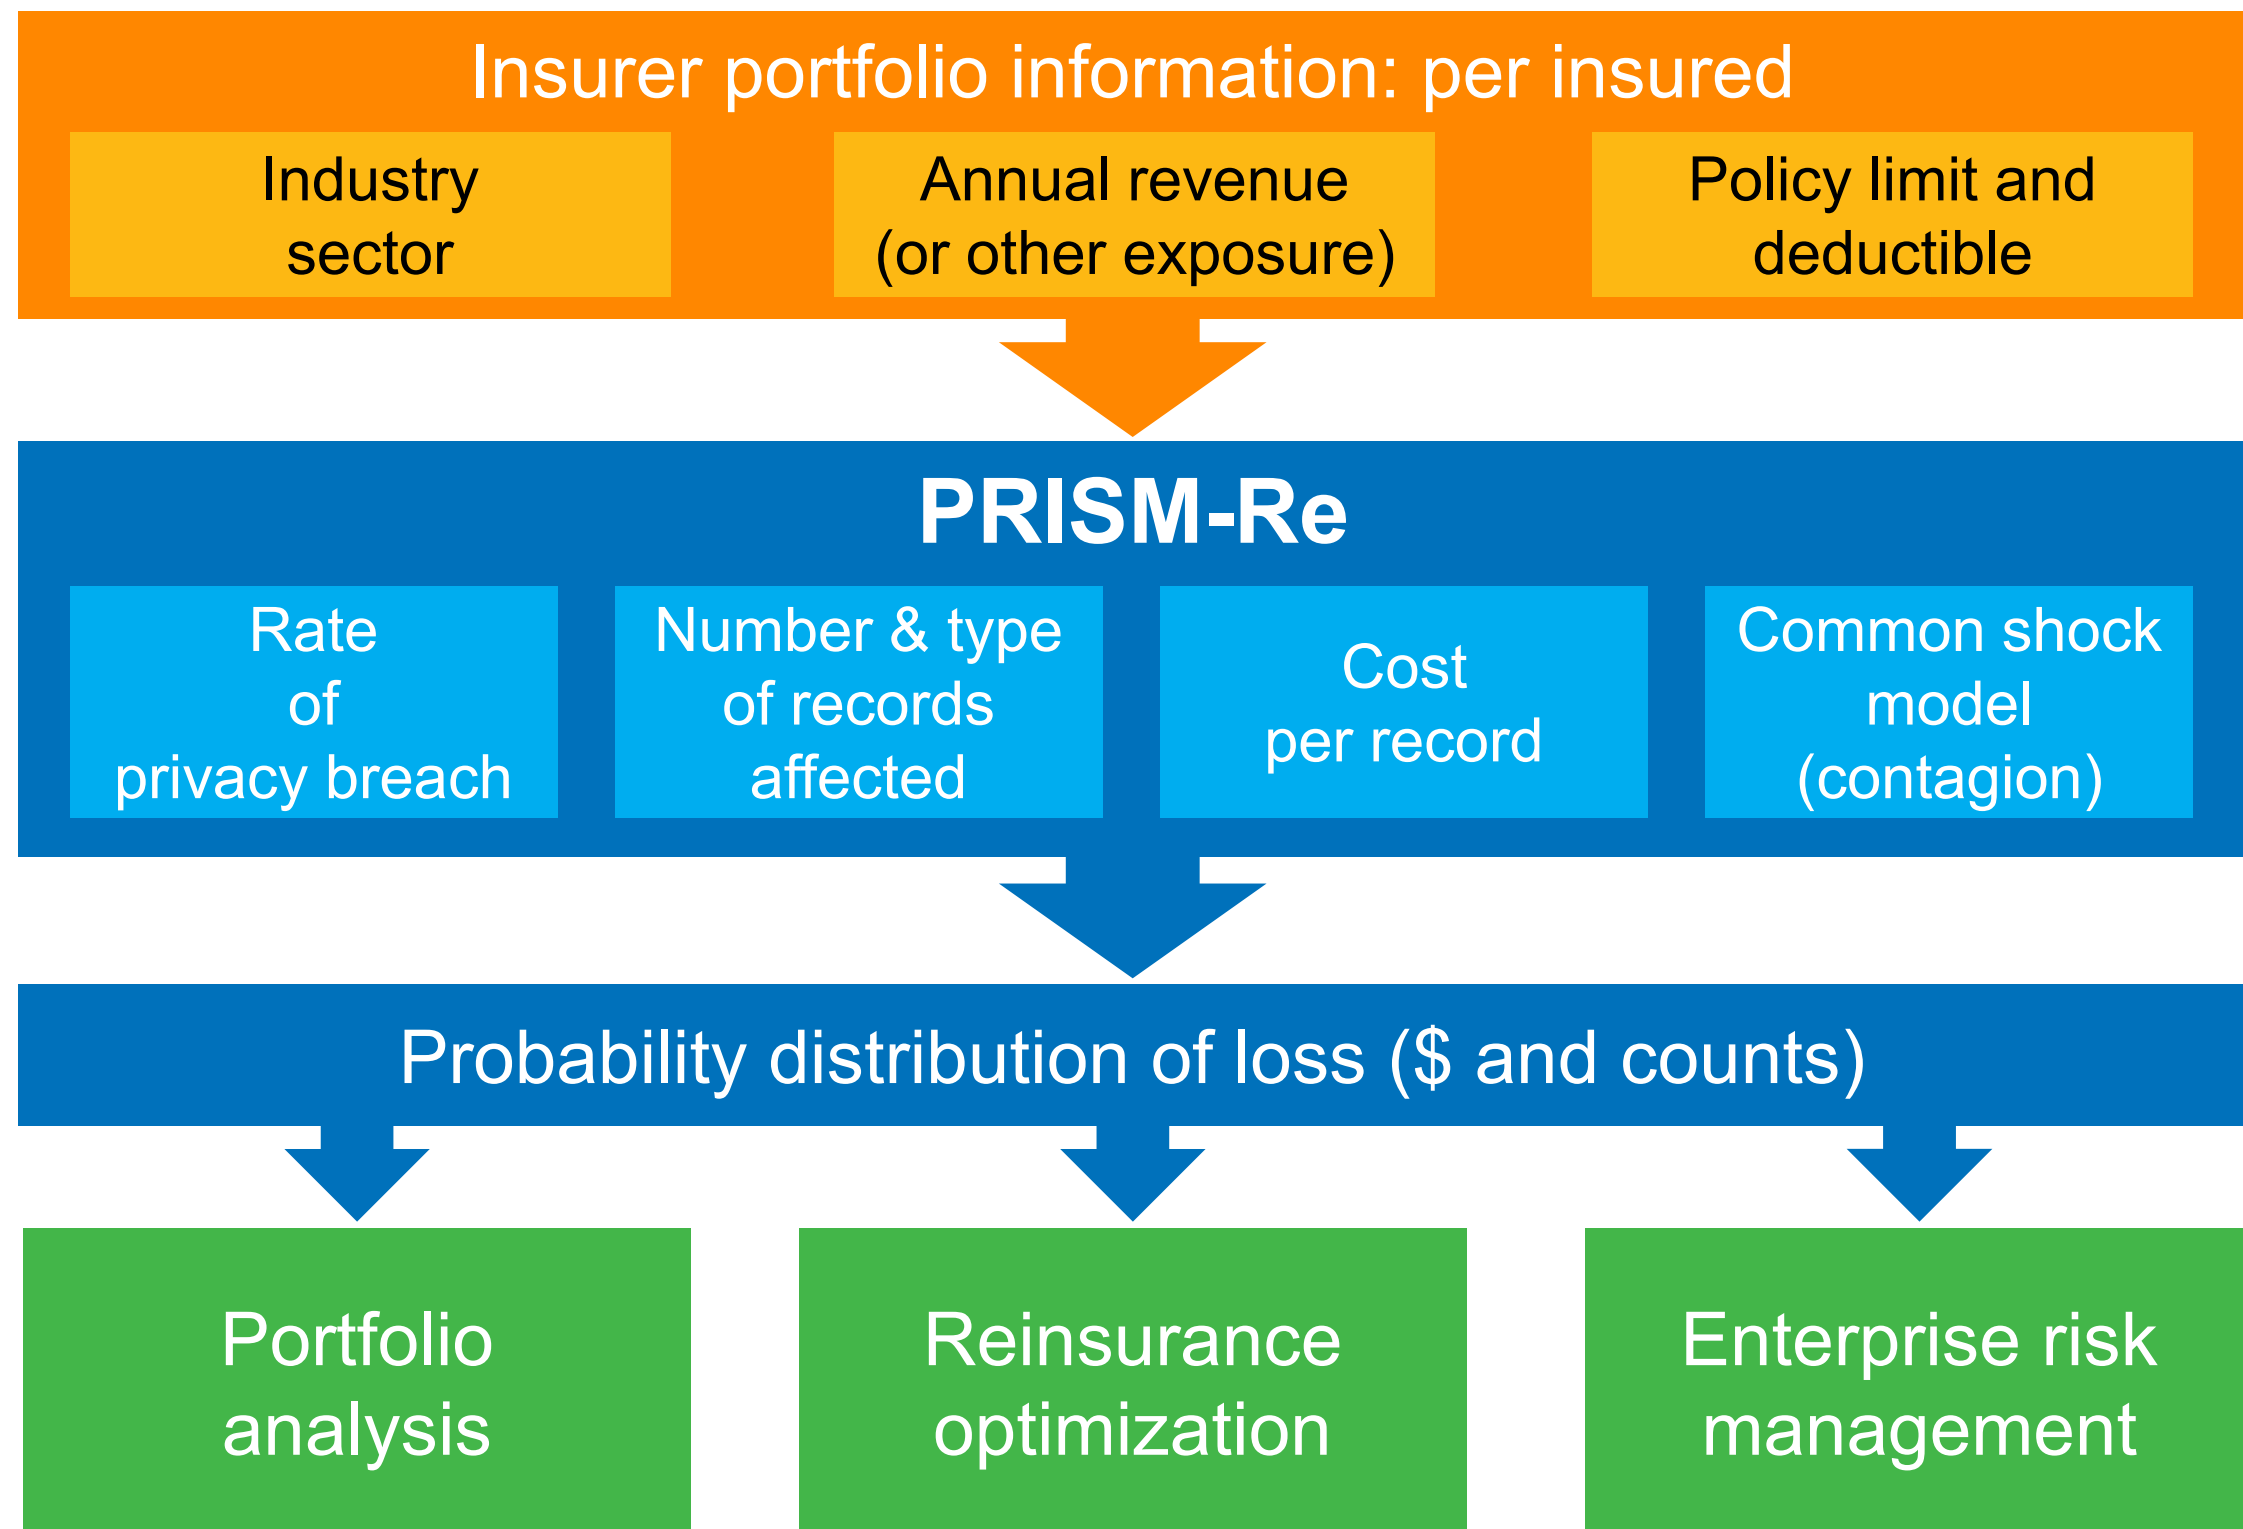 Insurer portfolio information: per insured
Industry
sector
Annual revenue
(or other exposure)
Policy limit and
deductible
PRISM-Re
Rate
of
privacy breach
Number & type
of records
affected
Cost
per record
Common shock
model
(contagion)
Probability distribution of loss ($ and counts)
Portfolio
analysis
Reinsurance
optimization
Enterprise risk
management